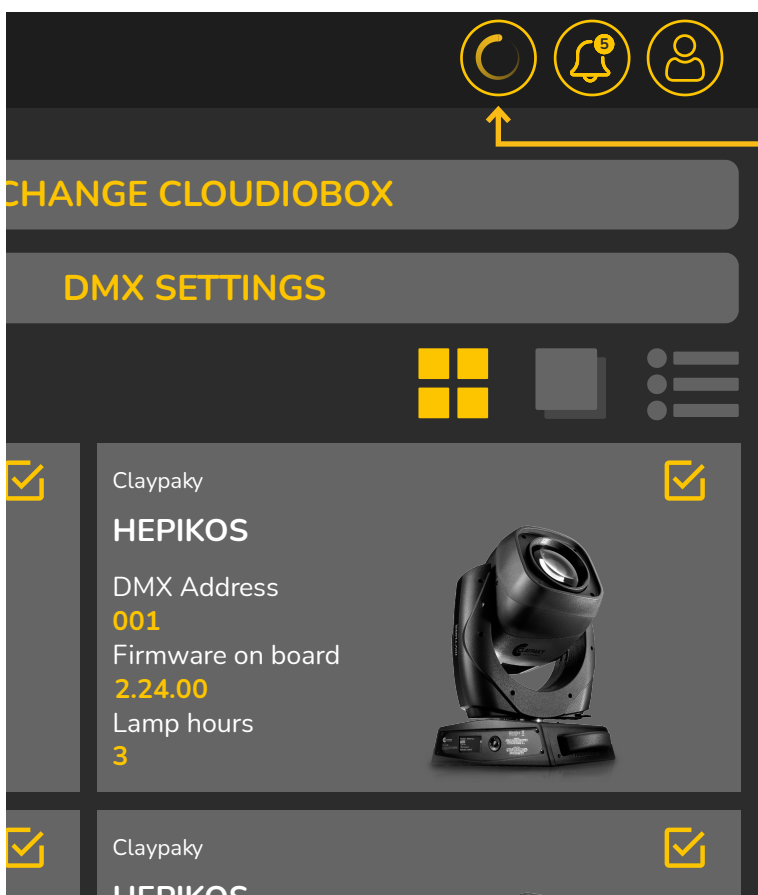 5
CHANGE CLOUDIOBOX
DMX SETTINGS
Claypaky
HEPIKOS
DMX Address
001
Firmware on board
2.24.00
Lamp hours
3
Claypaky
HEPIKOS